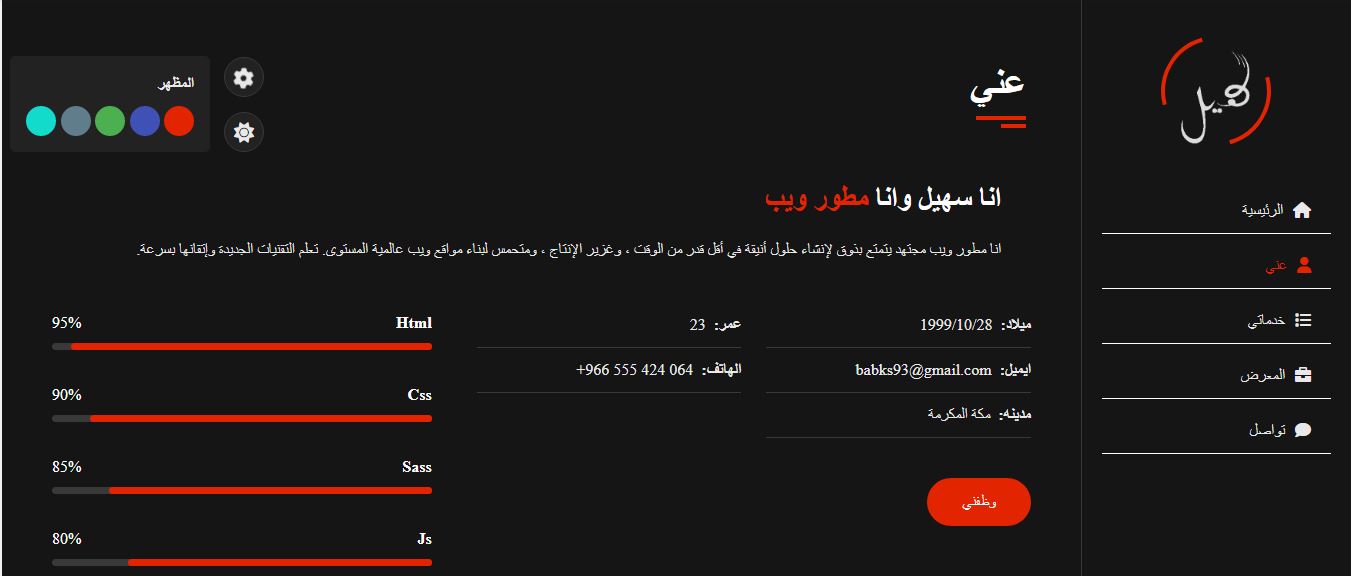 سهيل
الرئيسية
عني
خدماتي
المعرض
تواصل
عني
المظهر
انا سهيل وانا مطور ويب
انا مطور ويب مجتهد يتمتع بذوق لإنشاء حلول أنيقة في أقل قدر من الوقت ، وغزير الإنتاج ، ومتحمس لبناء مواقع ويب عالمية المستوى. تعلم التقنيات الجديدة وإتقانها بسرعة.
ميلاد: 1999/10/28
عمر: 23
ايميل: babks93@gmail.com
الهاتف: +966 555 424 064
مدينه: مكة المكرمة
وظفني
Html 95%
Css 90%
Sass 85%
Js 80%